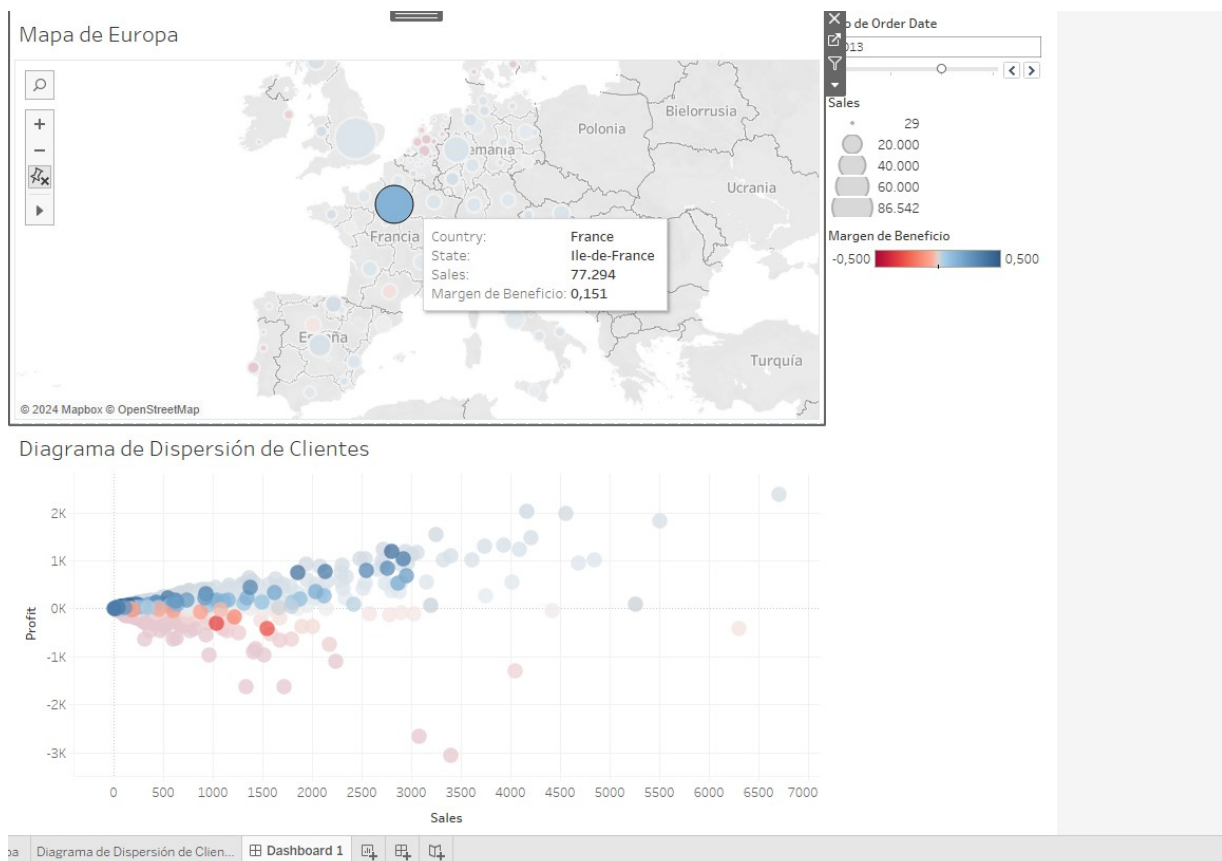 Mapa de Europa
o de Order Date
013
Sales
29
20.000
40.000
60.000
86.542
Margen de Beneficio
-0,500 0,500
Bielorrusia
Polonia
emania
Ucrania
Francia
España
Turquía
Country: France
State: Ile-de-France
Sales: 77.294
Margen de Beneficio: 0,151
© 2024 Mapbox © OpenStreetMap
Diagrama de Dispersión de Clientes
2K
1K
0K
-1K
-2K
-3K
Profit
0 500 1000 1500 2000 2500 3000 3500 4000 4500 5000 5500 6000 6500 7000
Sales
pa Diagrama de Dispersión de Clien... Dashboard 1